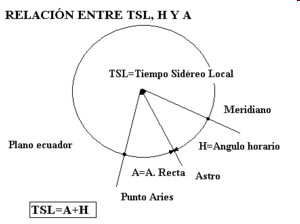 RELACIÓN ENTRE TSL, H Y A
TSL=Tiempo Sidéreo Local
Meridiano
Plano ecuador
H=Angulo horario
A=A. Recta
Astro
Punto Aries
TSL=A+H